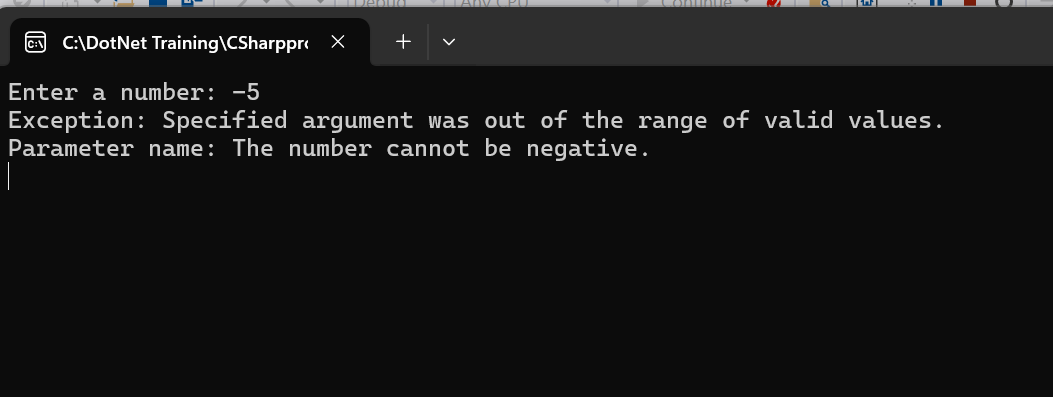 Debug
Any CPU
Continue
C:\DotNet Training\CSharppr
Enter a number: -5
Exception: Specified argument was out of the range of valid values.
Parameter name: The number cannot be negative.